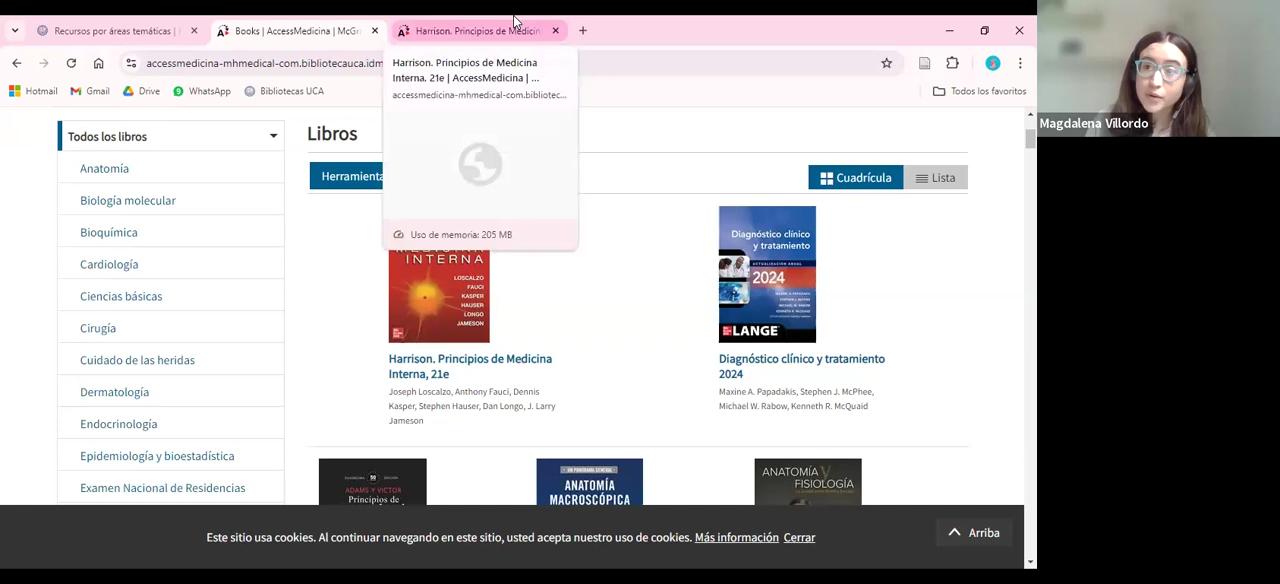 Recursos por áreas temáticas |
Books | AccessMedicina | McGr
Harrison. Principios de Medicin
accessmedicina-mhmedical-com.bibliotecauca.idm
Hotmail
Gmail
Drive
WhatsApp
Bibliotecas UCA
Todos los favoritos
Harrison. Principios de Medicina
Interna. 21e | AccessMedicina | ...
accessmedicina-mhmedical-com.bibliotec...
Uso de memoria: 205 MB
Magdalena Villordo
Todos los libros
Anatomía
Biología molecular
Bioquímica
Cardiología
Ciencias básicas
Cirugía
Cuidado de las heridas
Dermatología
Endocrinología
Epidemiología y bioestadística
Examen Nacional de Residencias
Libros
Herramienta
Cuadrícula
Lista
MEDICINA
INTERNA
LOSCALZO
FAUCI
KASPER
HAUSER
LONGO
JAMESON
Harrison. Principios de Medicina
Interna, 21e
Joseph Loscalzo, Anthony Fauci, Dennis
Kasper, Stephen Hauser, Dan Longo, J. Larry
Jameson
Diagnóstico clínico
y tratamiento
2024
LANGE
Diagnóstico clínico y tratamiento
2024
Maxine A. Papadakis, Stephen J. McPhee,
Michael W. Rabow, Kenneth R. McQuaid
ADAMS Y VICTOR
Principios de
UN PANORAMA GENERAL
ANATOMÍA
MACROSCÓPICA
ANATOMÍA Y
FISIOLOGÍA
Este sitio usa cookies. Al continuar navegando en este sitio, usted acepta nuestro uso de cookies. Más información Cerrar
Arriba